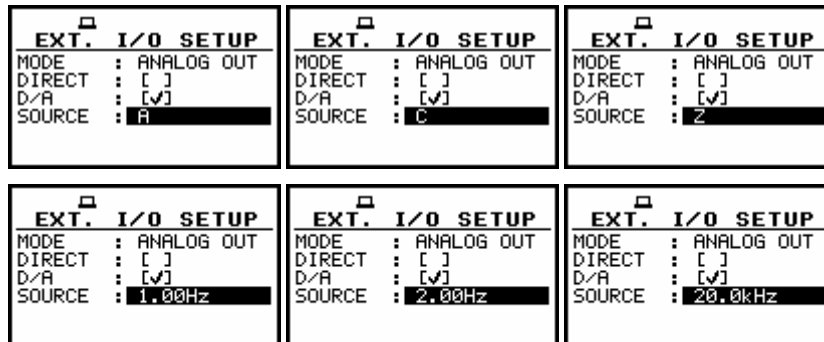 EXT. I/O SETUP
MODE : ANALOG OUT
DIRECT : [ ]
D/A : [✓]
SOURCE : A
EXT. I/O SETUP
MODE : ANALOG OUT
DIRECT : [ ]
D/A : [✓]
SOURCE : C
EXT. I/O SETUP
MODE : ANALOG OUT
DIRECT : [ ]
D/A : [✓]
SOURCE : Z
EXT. I/O SETUP
MODE : ANALOG OUT
DIRECT : [ ]
D/A : [✓]
SOURCE : 1.00Hz
EXT. I/O SETUP
MODE : ANALOG OUT
DIRECT : [ ]
D/A : [✓]
SOURCE : 2.00Hz
EXT. I/O SETUP
MODE : ANALOG OUT
DIRECT : [ ]
D/A : [✓]
SOURCE : 20.0kHz